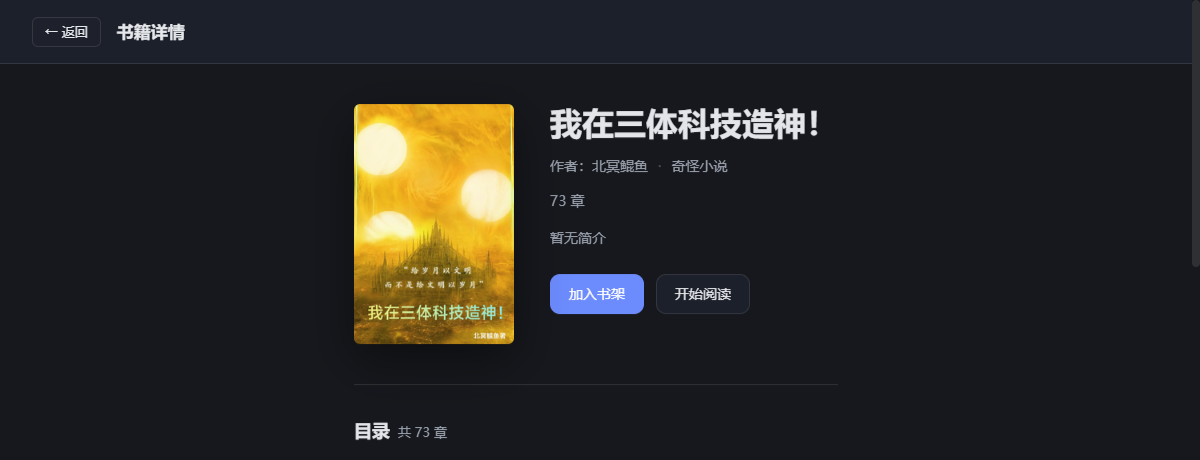 ← 返回
书籍详情
我在三体科技造神！
作者：北冥鲲鱼 · 奇怪小说
73 章
暂无简介
加入书架
开始阅读
“给岁月以文明
而不是给文明以岁月”
我在三体科技造神！
北冥鲲鱼著
目录 共 73 章